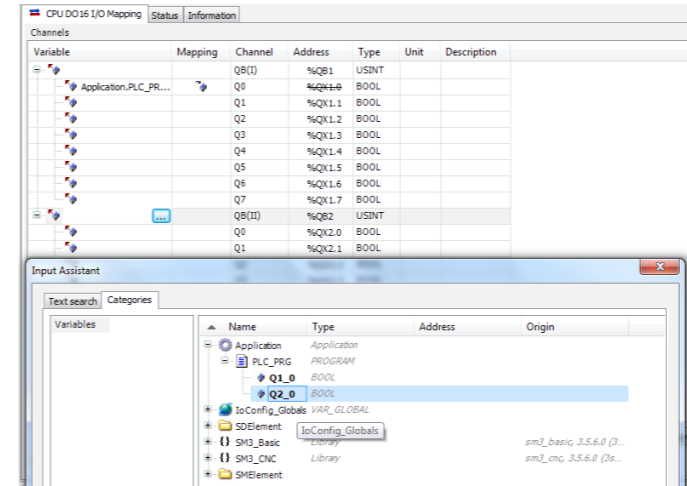 CPU DO16 I/O Mapping Status Information
Channels
Variable Mapping Channel Address Type Unit Description
QB(I) %QB1 USINT
Application.PLC_PR... Q0 %QX1.0 BOOL
Q1 %QX1.1 BOOL
Q2 %QX1.2 BOOL
Q3 %QX1.3 BOOL
Q4 %QX1.4 BOOL
Q5 %QX1.5 BOOL
Q6 %QX1.6 BOOL
Q7 %QX1.7 BOOL
... QB(II) %QB2 USINT
Q0 %QX2.0 BOOL
Q1 %QX2.1 BOOL
Input Assistant
Text search Categories
Variables
Name Type Address Origin
Application Application
PLC_PRG PROGRAM
Q1_0 BOOL
Q2_0 BOOL
IoConfig_Globals VAR_GLOBAL
SDElement
IoConfig_Globals
SM3_Basic Library sm3_basic, 3.5.6.0 (3...
SM3_CNC Library sm3_cnc, 3.5.6.0 (3s...
SMElement